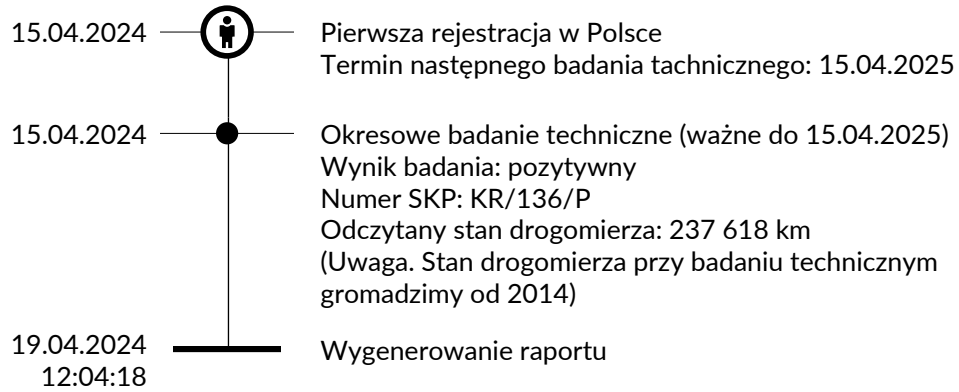 15.04.2024 Pierwsza rejestracja w Polsce
Termin następnego badania tachnicznego: 15.04.2025
15.04.2024 Okresowe badanie techniczne (ważne do 15.04.2025)
Wynik badania: pozytywny
Numer SKP: KR/136/P
Odczytany stan drogomierza: 237 618 km
(Uwaga. Stan drogomierza przy badaniu technicznym
gromadzimy od 2014)
19.04.2024 Wygenerowanie raportu
12:04:18